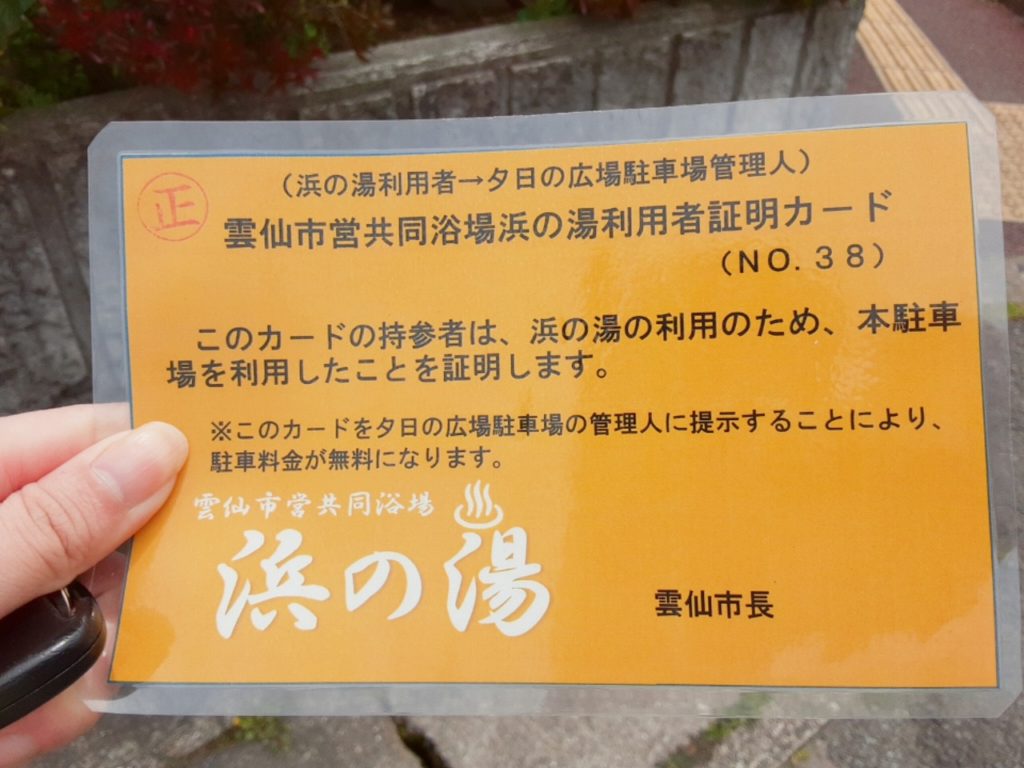 正
（浜の湯利用者→夕日の広場駐車場管理人）
雲仙市営共同浴場浜の湯利用者証明カード
（ＮＯ．３８）
このカードの持参者は、浜の湯の利用のため、本駐車
場を利用したことを証明します。
※このカードを夕日の広場駐車場の管理人に提示することにより、
駐車料金が無料になります。
雲仙市営共同浴場
浜の湯
雲仙市長